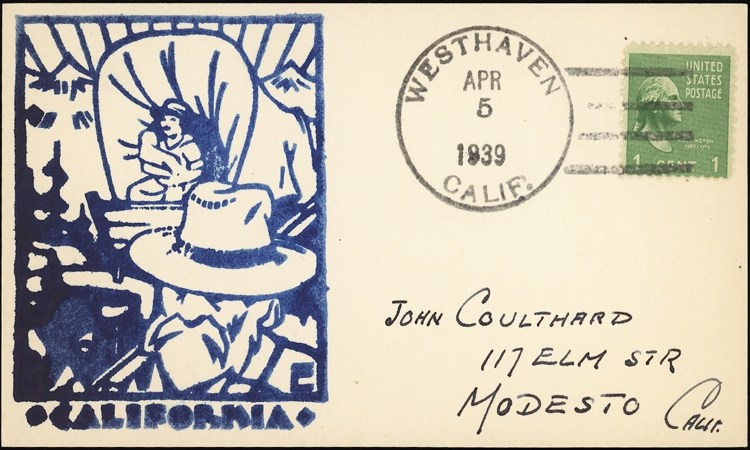 WESTHAVEN
APR
5
1939
CALIF.
UNITED
STATES
POSTAGE
1 CENT 1
JOHN COULTHARD
117 ELM STR
MODESTO CALIF.
CALIFORNIA